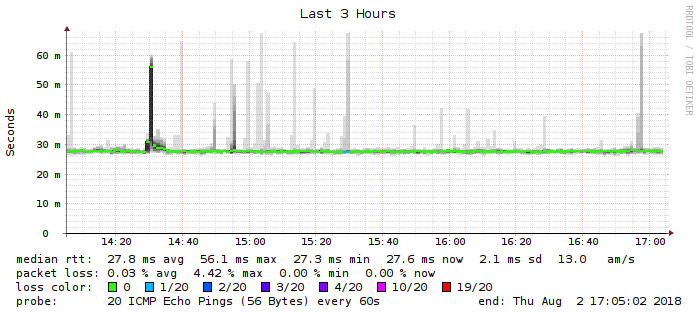 Last 3 Hours
RRDTOOL / TOBI OETIKER
Seconds
60 m
50 m
40 m
30 m
20 m
10 m
0
14:20 14:40 15:00 15:20 15:40 16:00 16:20 16:40 17:00
median rtt: 27.8 ms avg 56.1 ms max 27.3 ms min 27.6 ms now 2.1 ms sd 13.0 am/s
packet loss: 0.03 % avg 4.42 % max 0.00 % min 0.00 % now
loss color: 0 1/20 2/20 3/20 4/20 10/20 19/20
probe: 20 ICMP Echo Pings (56 Bytes) every 60s end: Thu Aug 2 17:05:02 2018